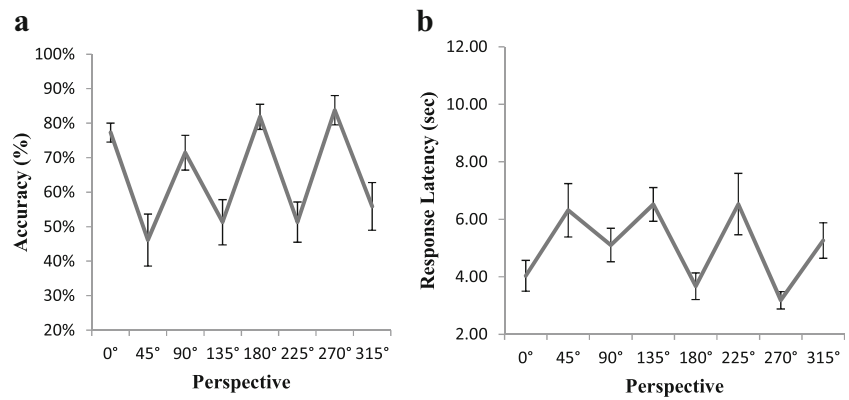 a
100%
90%
80%
70%
60%
50%
40%
30%
20%
Accuracy (%)
0° 45° 90° 135° 180° 225° 270° 315°
Perspective
b
12.00
10.00
8.00
6.00
4.00
2.00
Response Latency (sec)
0° 45° 90° 135° 180° 225° 270° 315°
Perspective